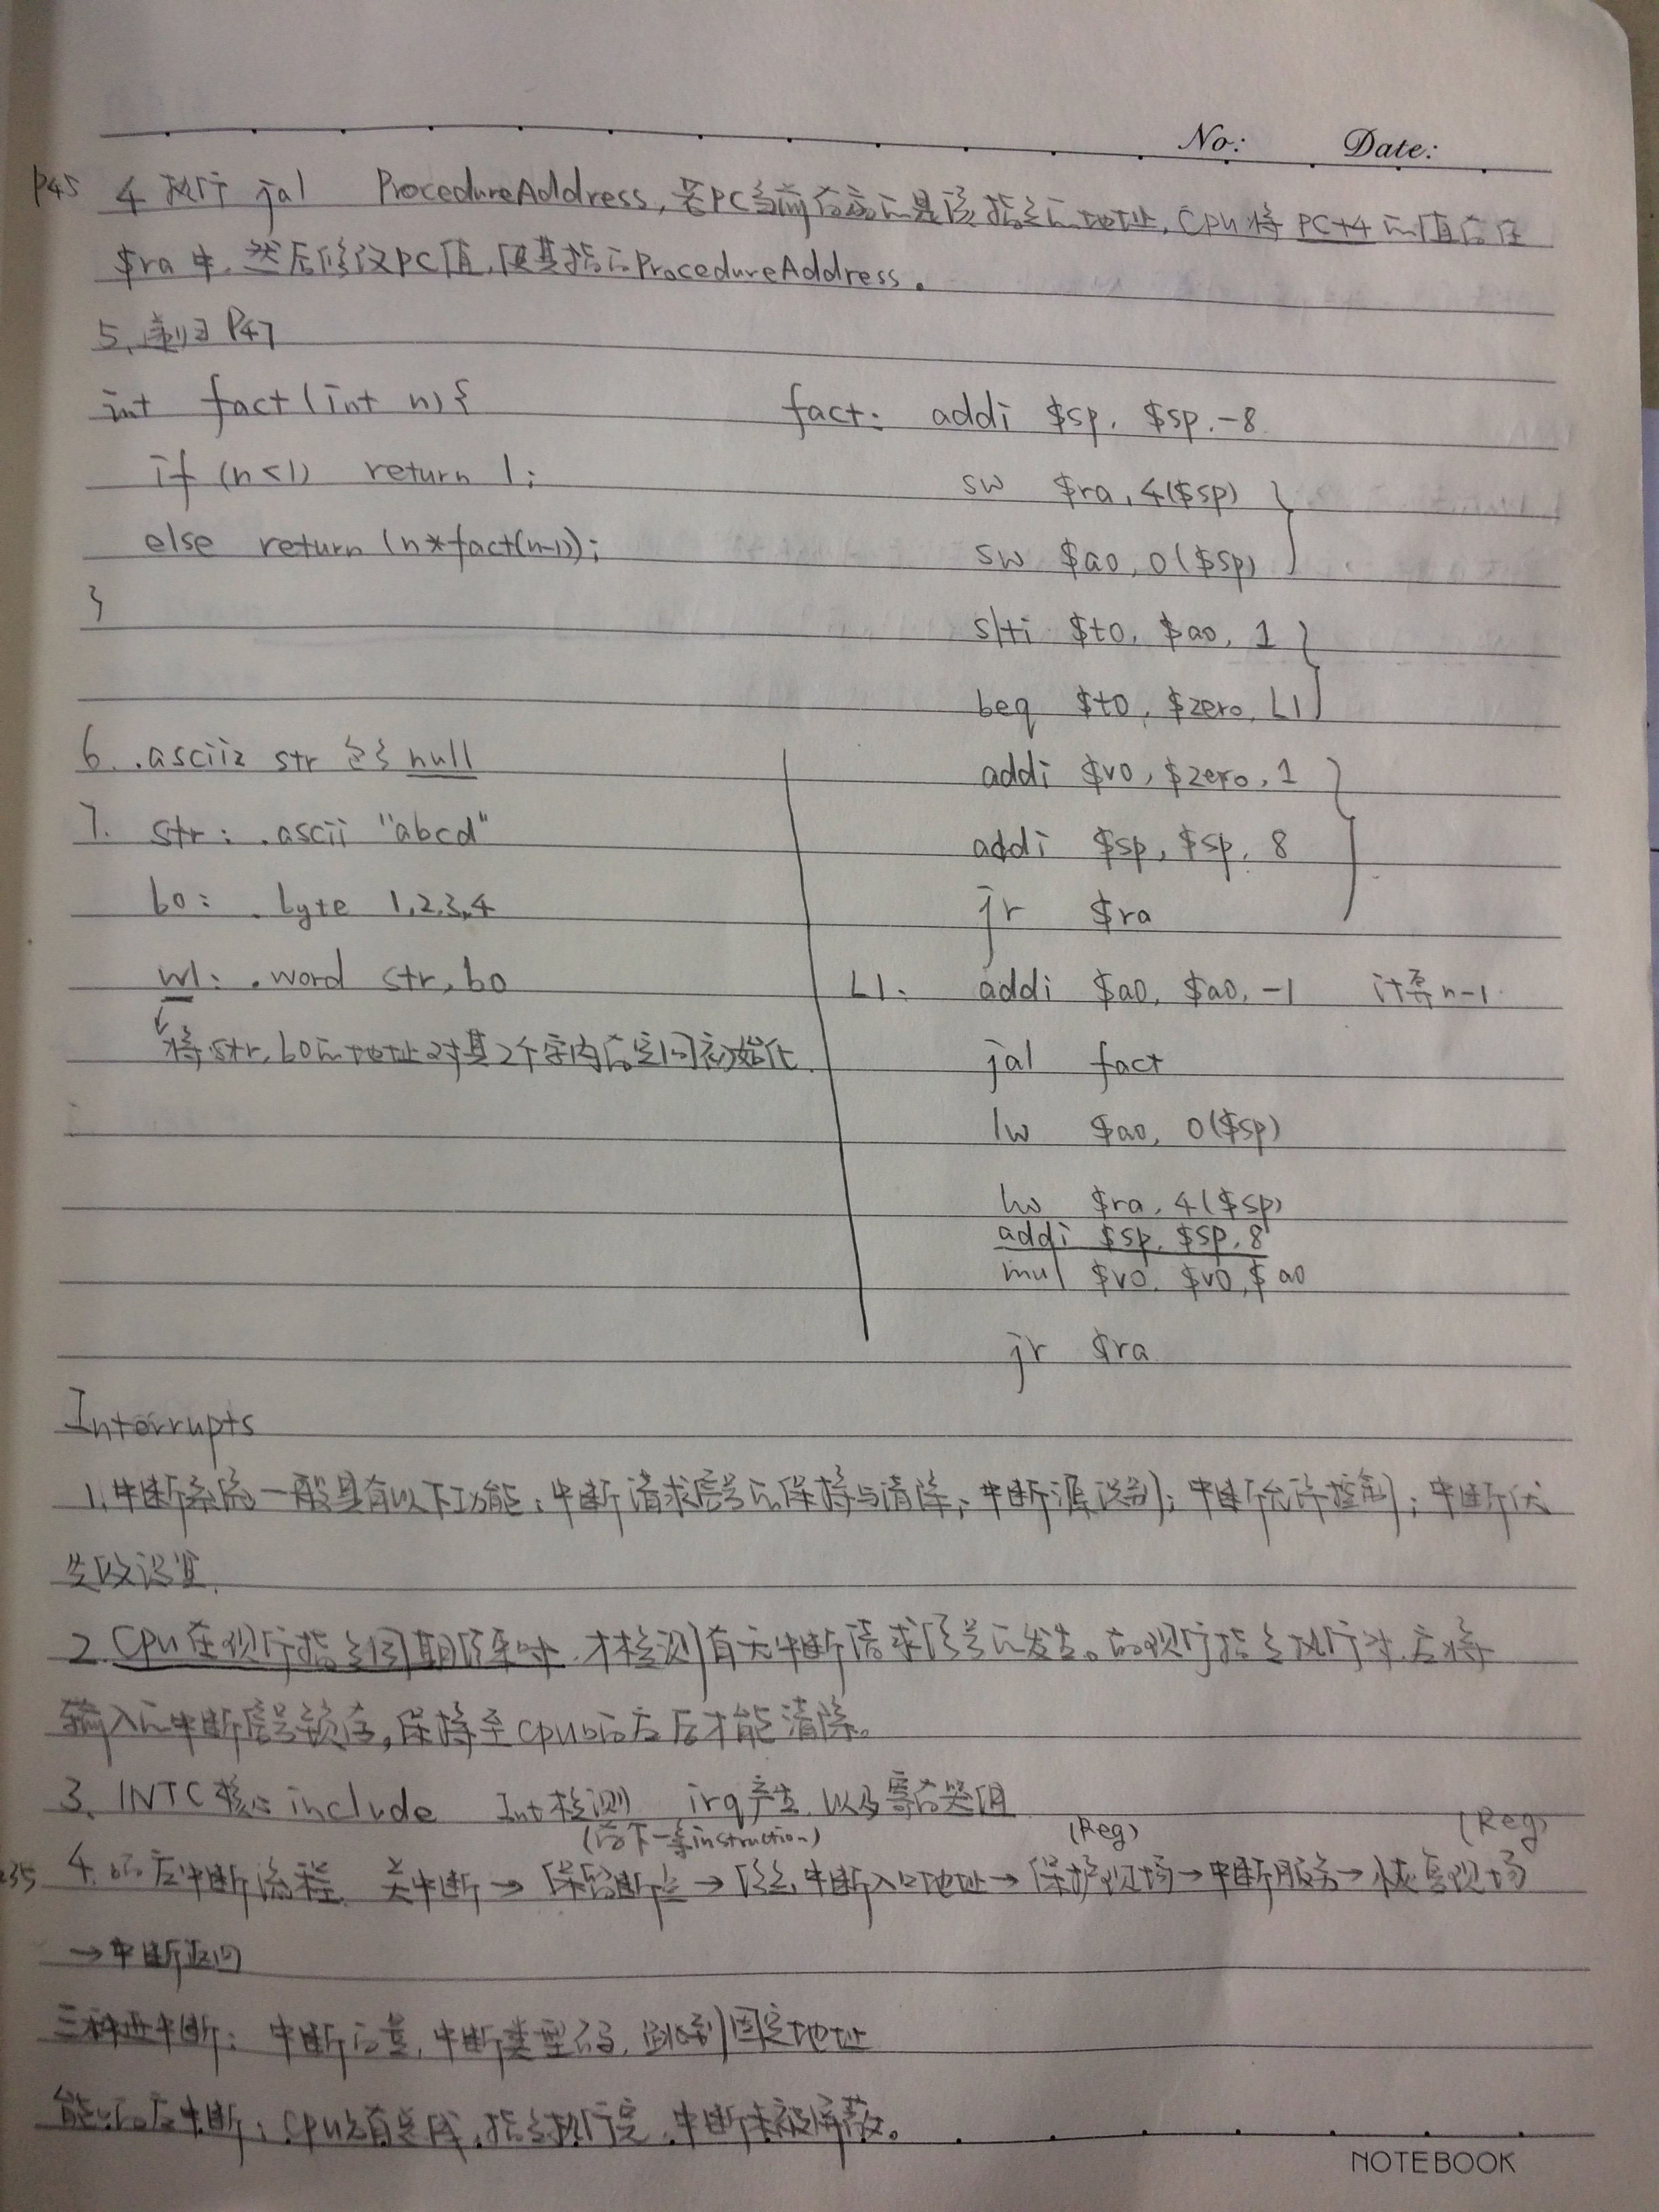 No: Date:
P45 4 执行 jal ProcedureAddress, 若PC当前存放的是该指令的地址, CPU将 PC+4 的值存在
$ra 中, 然后修改PC值, 使其指向ProcedureAddress.
5. 递归 P47
int fact(int n){
if (n<1) return 1;
else return (n*fact(n-1));
}
fact: addi $sp, $sp, -8
sw $ra, 4($sp)
sw $a0, 0($sp)
slti $t0, $a0, 1
beq $t0, $zero, L1
addi $v0, $zero, 1
addi $sp, $sp, 8
jr $ra
L1: addi $a0, $a0, -1 计算n-1
jal fact
lw $a0, 0($sp)
lw $ra, 4($sp)
addi $sp, $sp, 8
mul $v0, $v0, $a0
jr $ra
6. .asciiz str 包含 null
7. str: .ascii "abcd"
b0: .byte 1,2,3,4
w1: .word str, b0
将str, b0的地址对其2个字内存空间初始化.
Interrupts
1. 中断系统一般具有以下功能: 中断请求信号的保持与清除; 中断源识别; 中断允许控制; 中断优
先级设置.
2. CPU在现行指令周期结束时, 才检测有无中断请求信号的发生。故现行指令执行中, 应将
输入的中断信号锁存, 保持至CPU响应后才能清除。
3. INTC核心include Int检测 irq产生 以及寄存器组
(存下一条instruction) (Reg) (Reg)
4. 响应中断流程 关中断 → 保留断点 → 中断入口地址 → 保护现场 → 中断服务 → 恢复现场
→ 中断返回
三种 中断: 中断向量, 中断类型码, 固定地址
能响应中断: CPU 指令执行完, 中断未被屏蔽。
NOTEBOOK